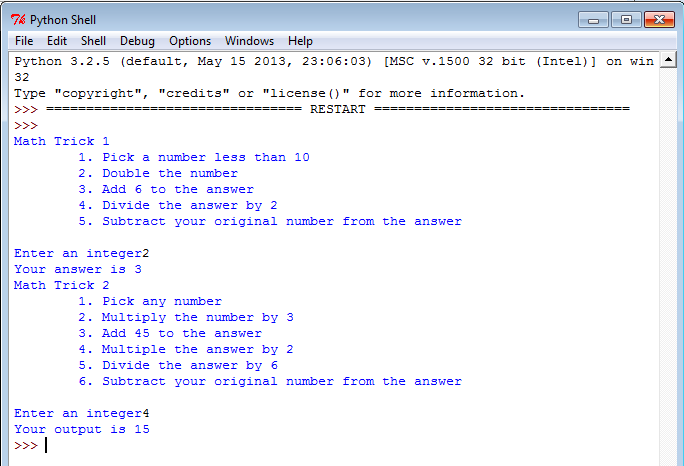 Python Shell
File Edit Shell Debug Options Windows Help
Python 3.2.5 (default, May 15 2013, 23:06:03) [MSC v.1500 32 bit (Intel)] on win
32
Type "copyright", "credits" or "license()" for more information.
>>> ================================ RESTART ================================
>>>
Math Trick 1
        1. Pick a number less than 10
        2. Double the number
        3. Add 6 to the answer
        4. Divide the answer by 2
        5. Subtract your original number from the answer

Enter an integer2
Your answer is 3
Math Trick 2
        1. Pick any number
        2. Multiply the number by 3
        3. Add 45 to the answer
        4. Multiple the answer by 2
        5. Divide the answer by 6
        6. Subtract your original number from the answer

Enter an integer4
Your output is 15
>>>